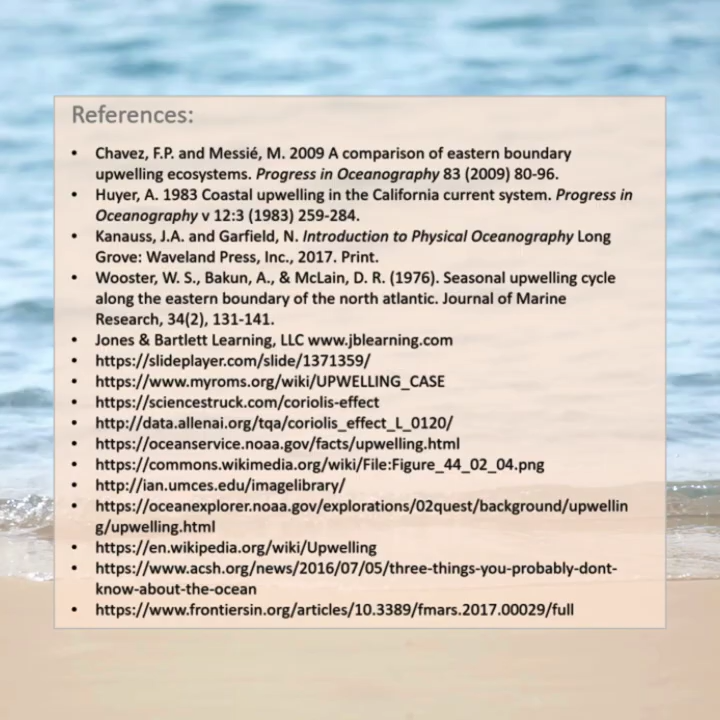 References:
• Chavez, F.P. and Messié, M. 2009 A comparison of eastern boundary
upwelling ecosystems. Progress in Oceanography 83 (2009) 80-96.
• Huyer, A. 1983 Coastal upwelling in the California current system. Progress in
Oceanography v 12:3 (1983) 259-284.
• Kanauss, J.A. and Garfield, N. Introduction to Physical Oceanography Long
Grove: Waveland Press, Inc., 2017. Print.
• Wooster, W. S., Bakun, A., & McLain, D. R. (1976). Seasonal upwelling cycle
along the eastern boundary of the north atlantic. Journal of Marine
Research, 34(2), 131-141.
• Jones & Bartlett Learning, LLC www.jblearning.com
• https://slideplayer.com/slide/1371359/
• https://www.myroms.org/wiki/UPWELLING_CASE
• https://sciencestruck.com/coriolis-effect
• http://data.allenai.org/tqa/coriolis_effect_L_0120/
• https://oceanservice.noaa.gov/facts/upwelling.html
• https://commons.wikimedia.org/wiki/File:Figure_44_02_04.png
• http://ian.umces.edu/imagelibrary/
• https://oceanexplorer.noaa.gov/explorations/02quest/background/upwellin
g/upwelling.html
• https://en.wikipedia.org/wiki/Upwelling
• https://www.acsh.org/news/2016/07/05/three-things-you-probably-dont-
know-about-the-ocean
• https://www.frontiersin.org/articles/10.3389/fmars.2017.00029/full